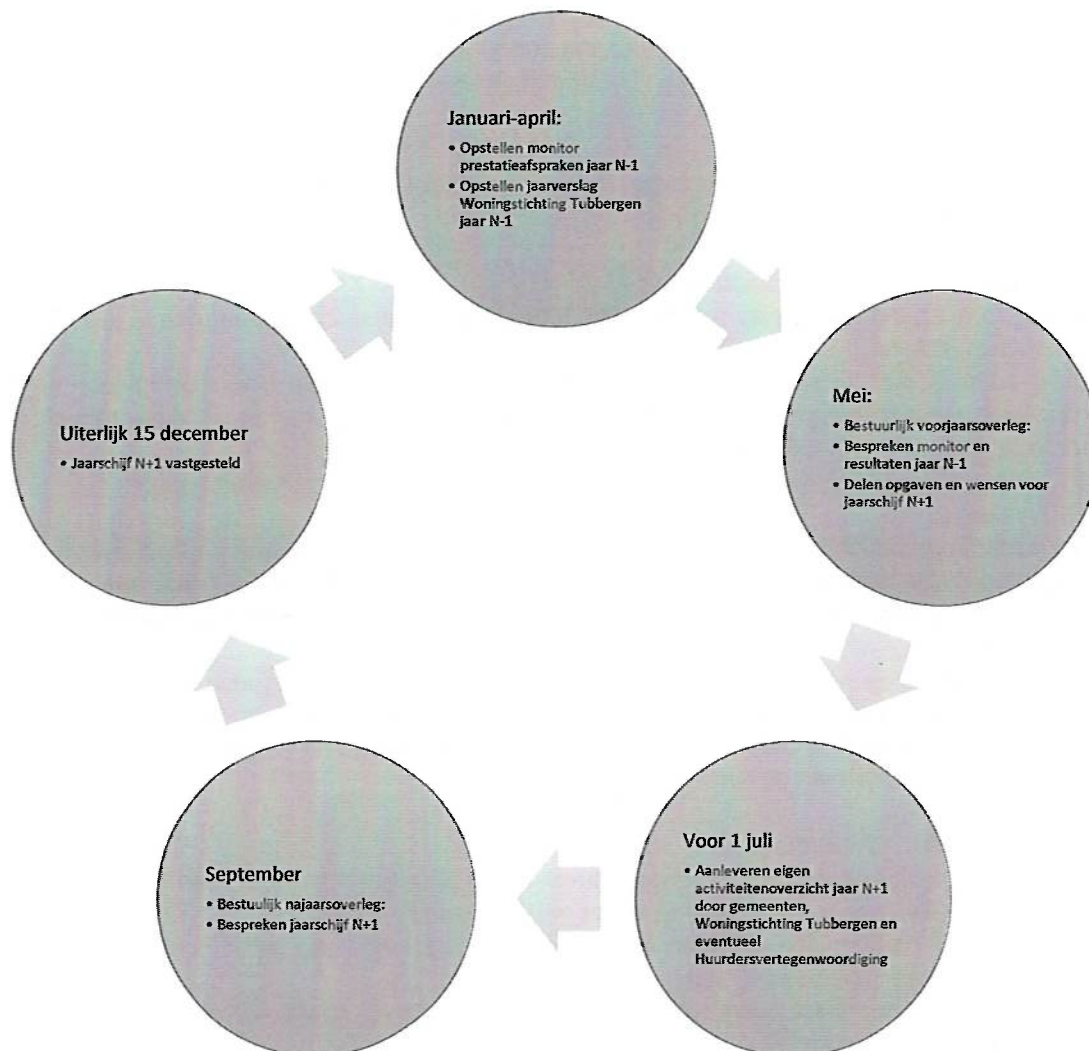 Januari-april:
• Opstellen monitor
prestatieafspraken jaar N-1
• Opstellen jaarverslag
Woningstichting Tubbergen
jaar N-1
Mei:
• Bestuurlijk voorjaarsoverleg:
• Bespreken monitor en
resultaten jaar N-1
• Delen opgaven en wensen voor
jaarschijf N+1
Voor 1 juli
• Aanleveren eigen
activiteitenoverzicht jaar N+1
door gemeenten,
Woningstichting Tubbergen en
eventueel
Huurdersvertegenwoordiging
September
• Bestuulijk najaarsoverleg:
• Bespreken jaarschijf N+1
Uiterlijk 15 december
• Jaarschijf N+1 vastgesteld